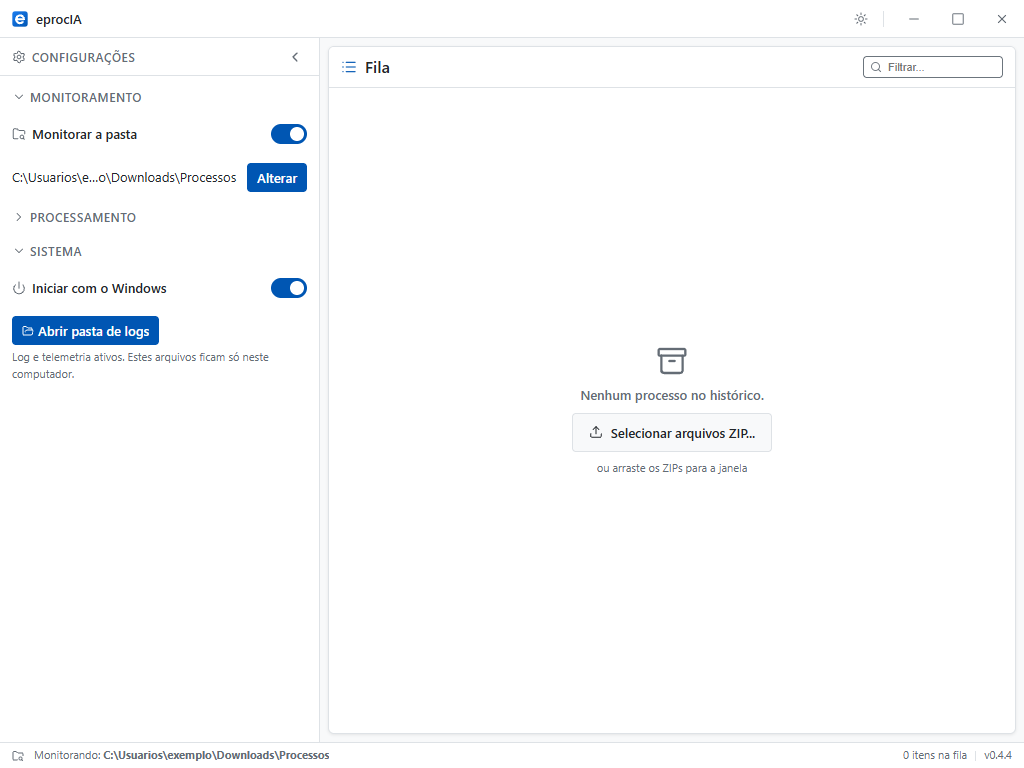 eprocIA
CONFIGURAÇÕES
MONITORAMENTO
Monitorar a pasta
C:\Usuarios\e...o\Downloads\Processos
Alterar
PROCESSAMENTO
SISTEMA
Iniciar com o Windows
Abrir pasta de logs
Log e telemetria ativos. Estes arquivos ficam só neste
computador.
Fila
Filtrar...
Nenhum processo no histórico.
Selecionar arquivos ZIP...
ou arraste os ZIPs para a janela
Monitorando: C:\Usuarios\exemplo\Downloads\Processos
0 itens na fila
v0.4.4